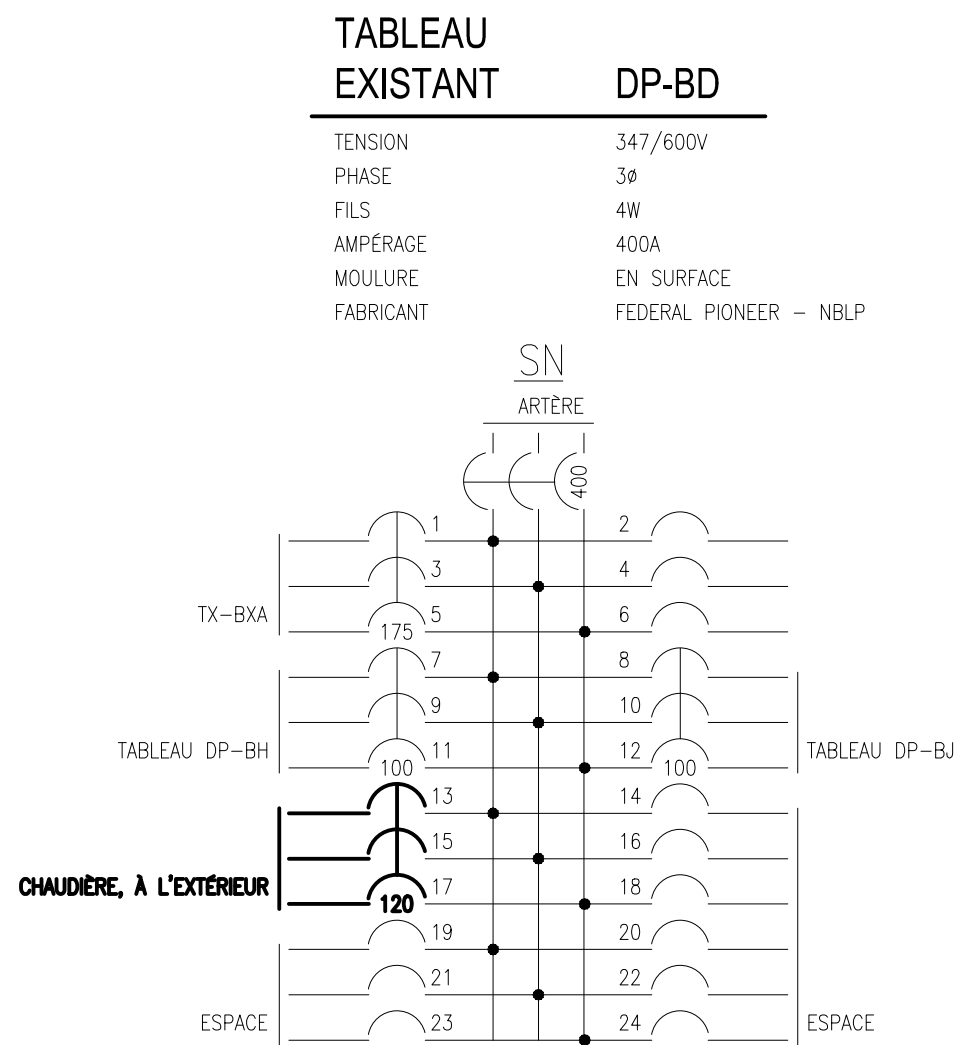 TABLEAU
EXISTANT DP-BD
TENSION 347/600V
PHASE 3ø
FILS 4W
AMPÉRAGE 400A
MOULURE EN SURFACE
FABRICANT FEDERAL PIONEER – NBLP
SN
ARTÈRE
400
1 2
3 4
TX–BXA 5 6
175
7 8
9 10
TABLEAU DP–BH 11 12 TABLEAU DP–BJ
100 100
13 14
15 16
CHAUDIÈRE, À L'EXTÉRIEUR 17 18
120
19 20
21 22
ESPACE 23 24 ESPACE